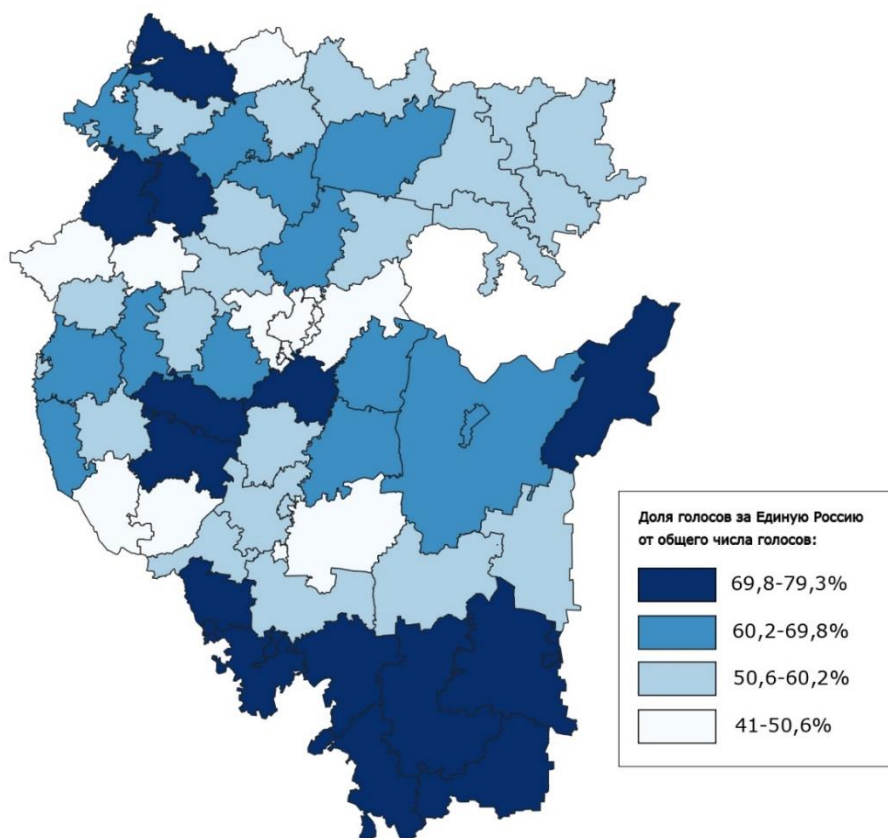 Доля голосов за Единую Россию
от общего числа голосов:
69,8-79,3%
60,2-69,8%
50,6-60,2%
41-50,6%